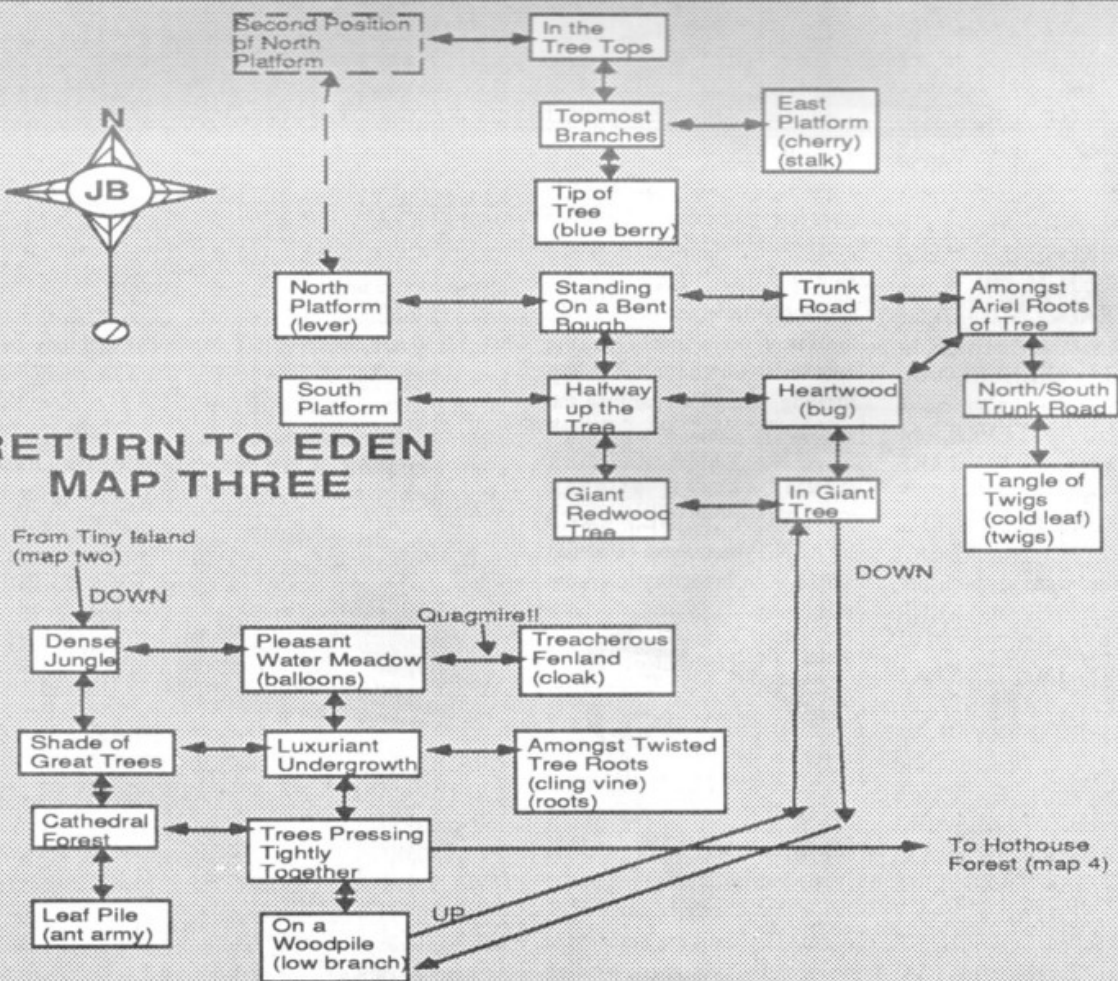 Second Position
of North
Platform
In the
Tree Tops
N
JB
Topmost
Branches
East
Platform
(cherry)
(stalk)
Tip of
Tree
(blue berry)
North
Platform
(lever)
Standing
On a Bent
Bough
Trunk
Road
Amongst
Ariel Roots
of Tree
South
Platform
Halfway
up the
Tree
Heartwood
(bug)
North/South
Trunk Road
RETURN TO EDEN
MAP THREE
Giant
Redwood
Tree
In Giant
Tree
Tangle of
Twigs
(cold leaf)
(twigs)
From Tiny Island
(map two)
DOWN
DOWN
Quagmire!!
Dense
Jungle
Pleasant
Water Meadow
(balloons)
Treacherous
Fenland
(cloak)
Shade of
Great Trees
Luxuriant
Undergrowth
Amongst Twisted
Tree Roots
(cling vine)
(roots)
Cathedral
Forest
Trees Pressing
Tightly
Together
To Hothouse
Forest (map 4)
Leaf Pile
(ant army)
On a
Woodpile
(low branch)
UP